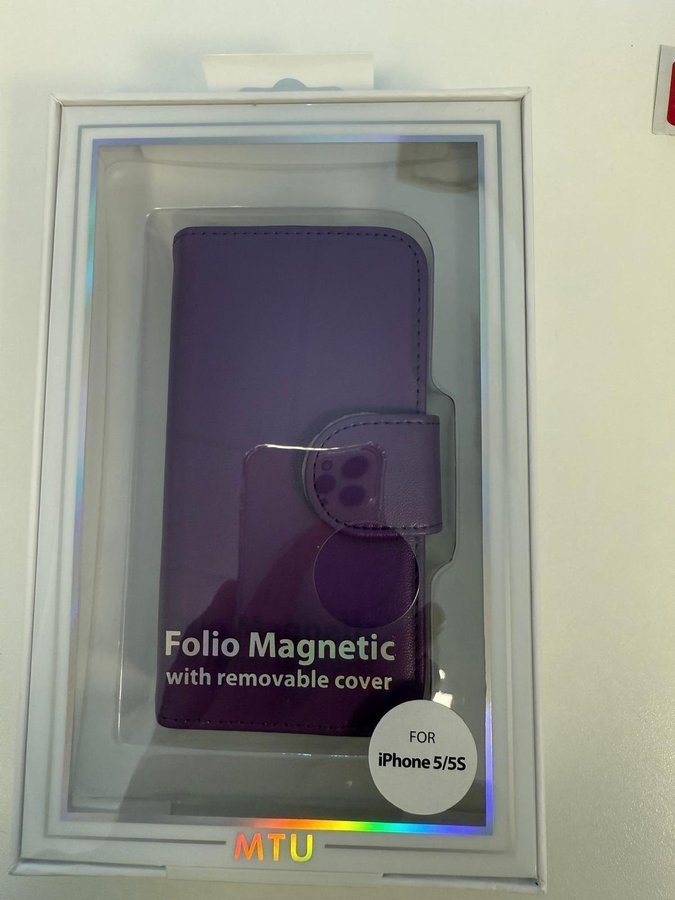 Folio Magnetic
with removable cover
FOR
iPhone 5/5S
MTU